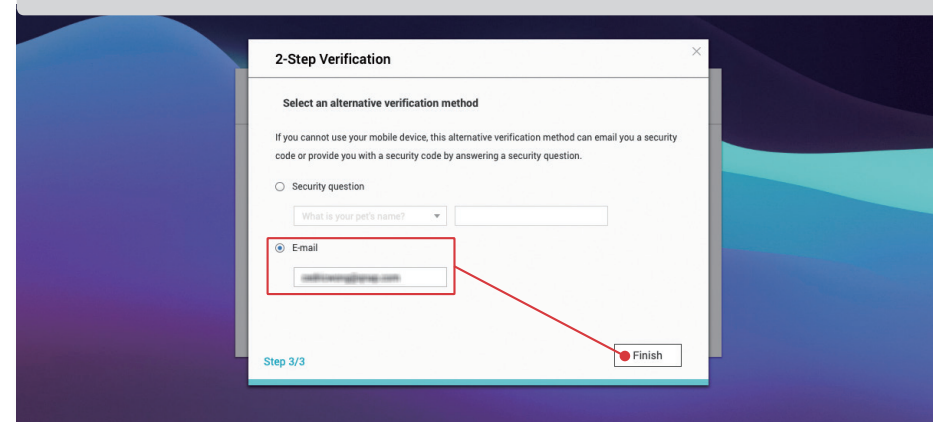 2-Step Verification
Select an alternative verification method
If you cannot use your mobile device, this alternative verification method can email you a security
code or provide you with a security code by answering a security question.
Security question
What is your pet's name?
E-mail
Step 3/3
Finish